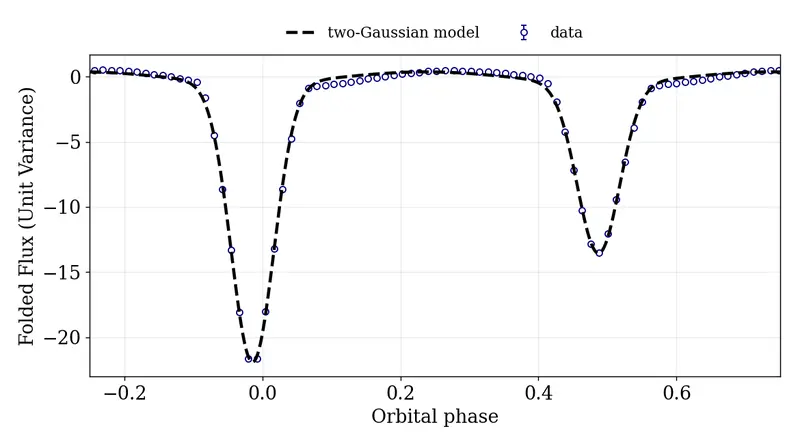 two-Gaussian model
data
0
−5
−10
−15
−20
Folded Flux (Unit Variance)
−0.2
0.0
0.2
0.4
0.6
Orbital phase